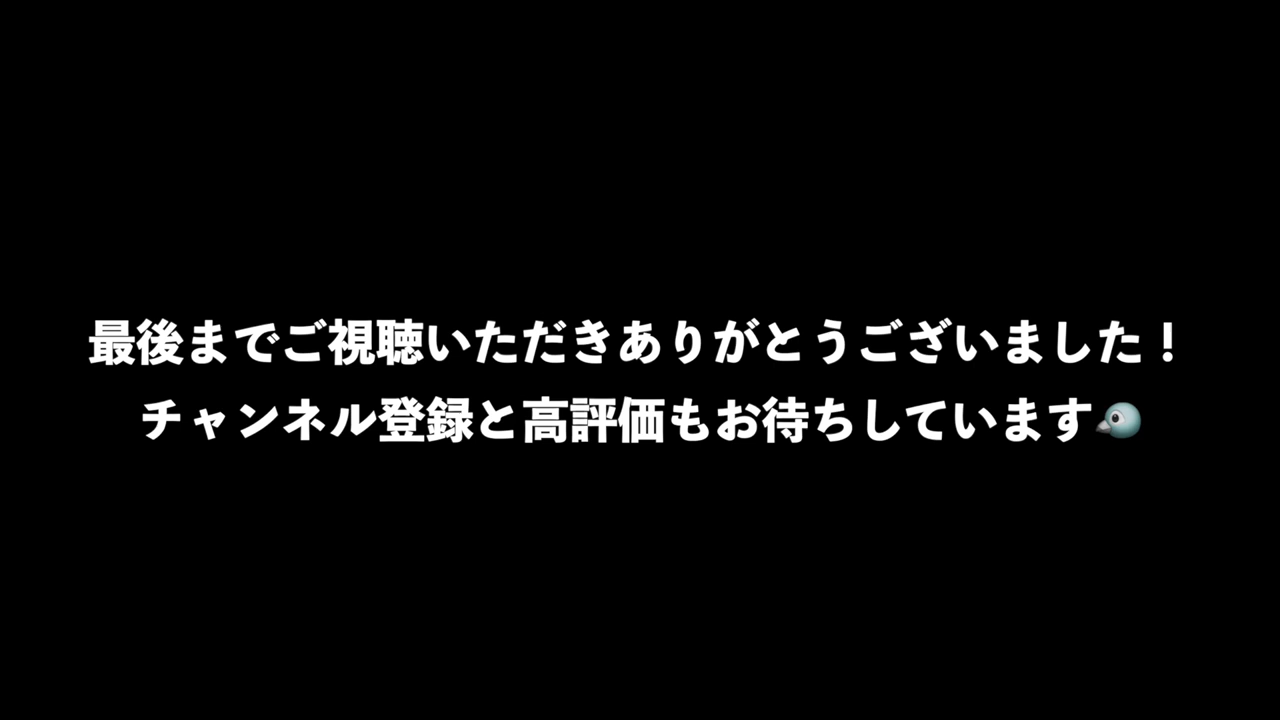 最後までご視聴いただきありがとうございました！
チャンネル登録と高評価もお待ちしています🐦